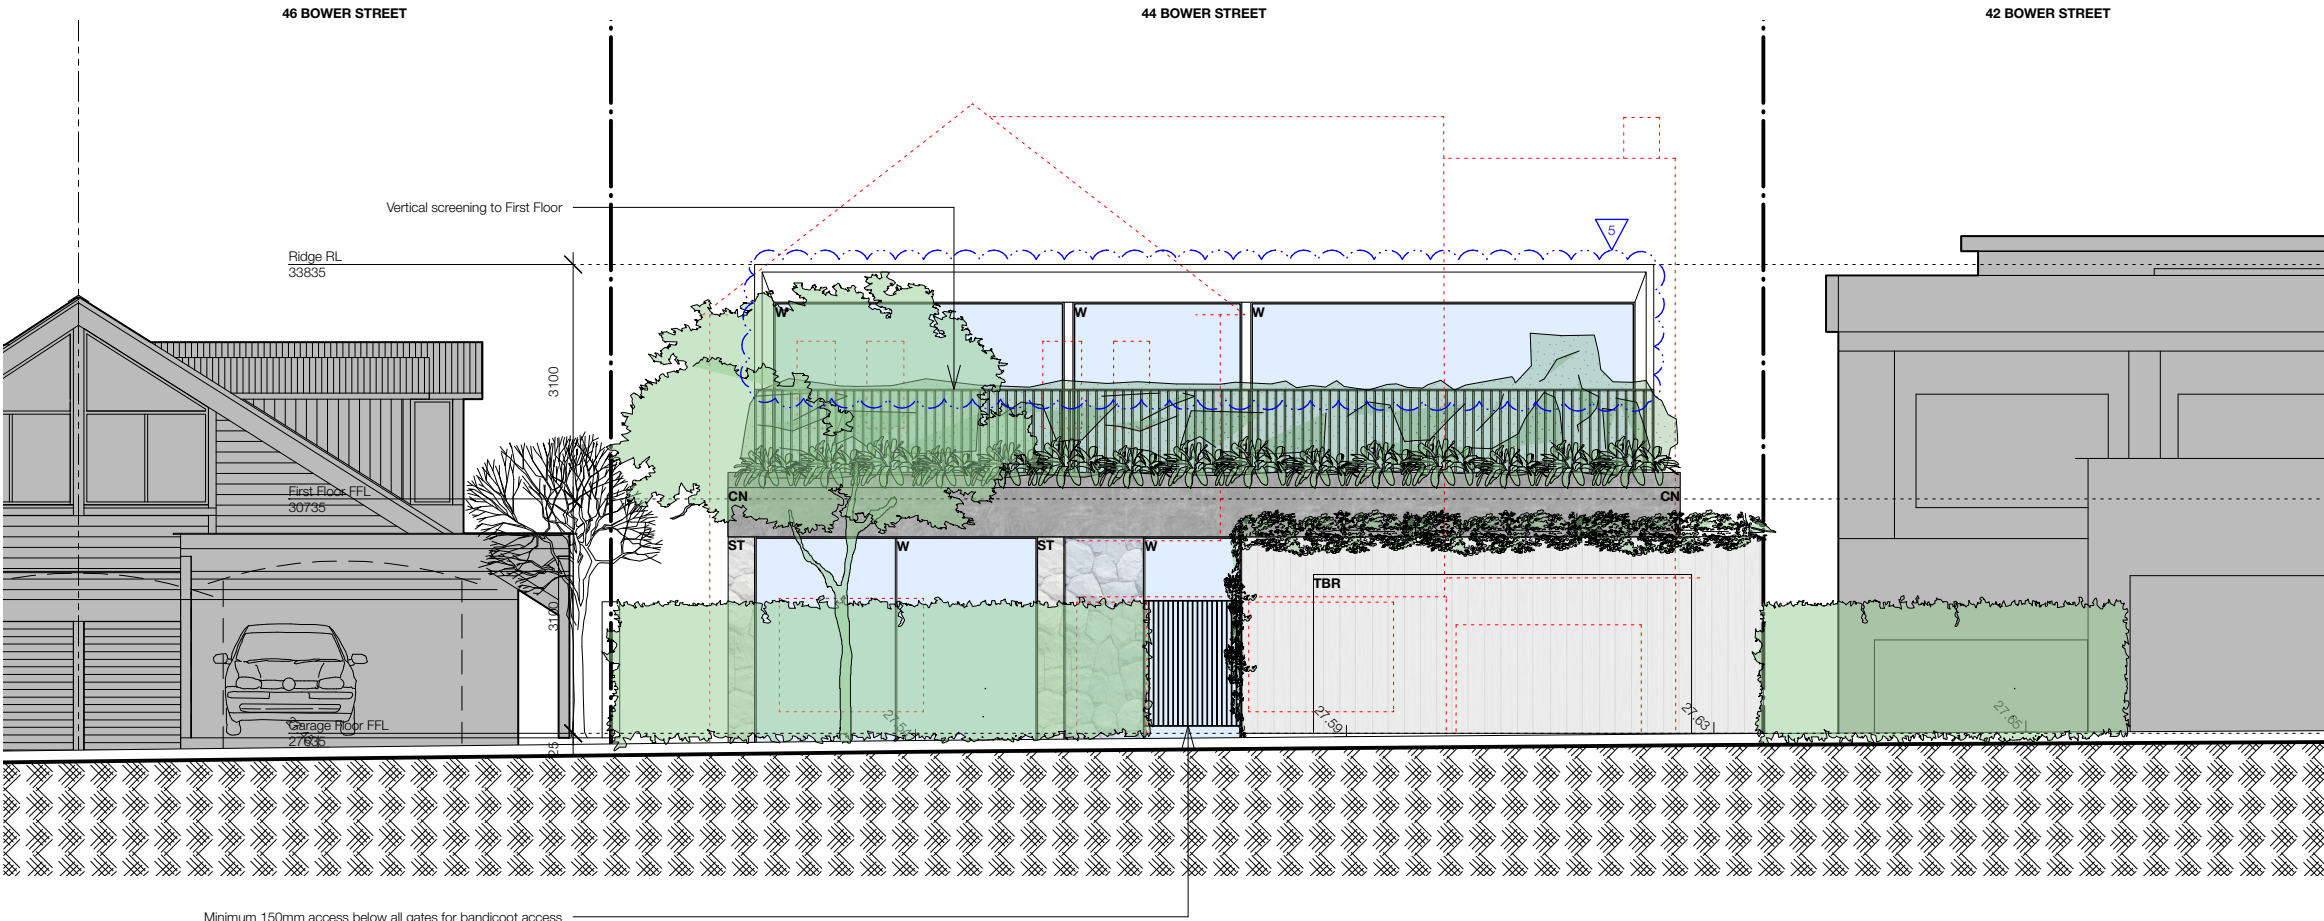 46 BOWER STREET
44 BOWER STREET
42 BOWER STREET
Vertical screening to First Floor
5
Ridge RL
33835
W
W
W
3100
First Floor FFL
30735
CN
CN
ST
W
ST
W
TBR
3100
Garage Floor FFL
27635
27.59
27.63
27.65
Minimum 150mm access below all gates for bandicoot access